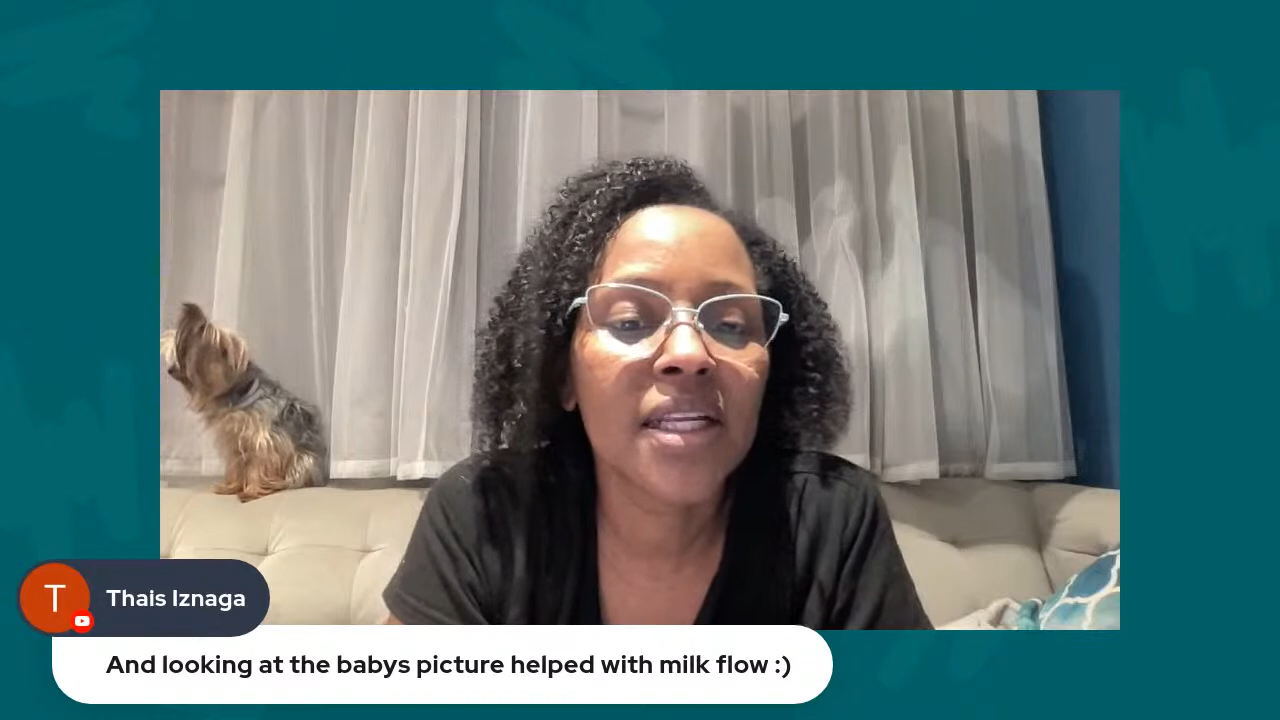 T
Thais Iznaga
And looking at the babys picture helped with milk flow :)